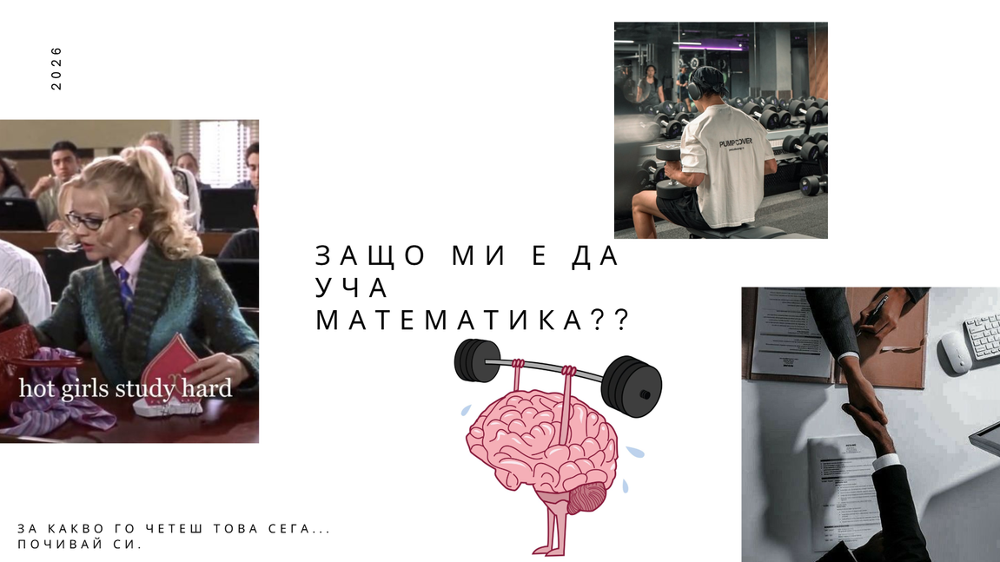 2026
PUMPCOVER
ЗАЩО МИ Е ДА
УЧА
МАТЕМАТИКА??
hot girls study hard
RESUME
ЗА КАКВО ГО ЧЕТЕШ ТОВА СЕГА...
ПОЧИВАЙ СИ.